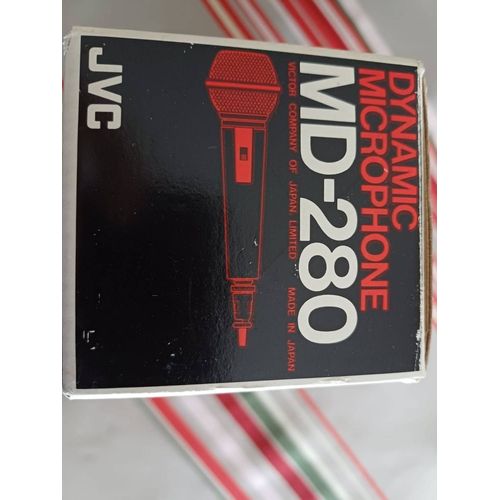 DYNAMIC
MICROPHONE
MD-280
VICTOR COMPANY OF JAPAN LIMITED MADE IN JAPAN
JVC